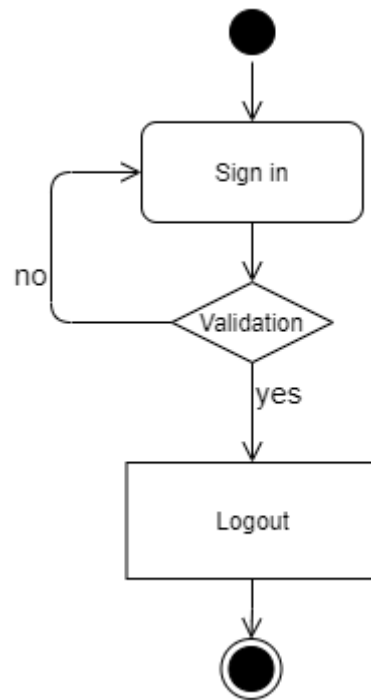 Sign in
no
Validation
yes
Logout